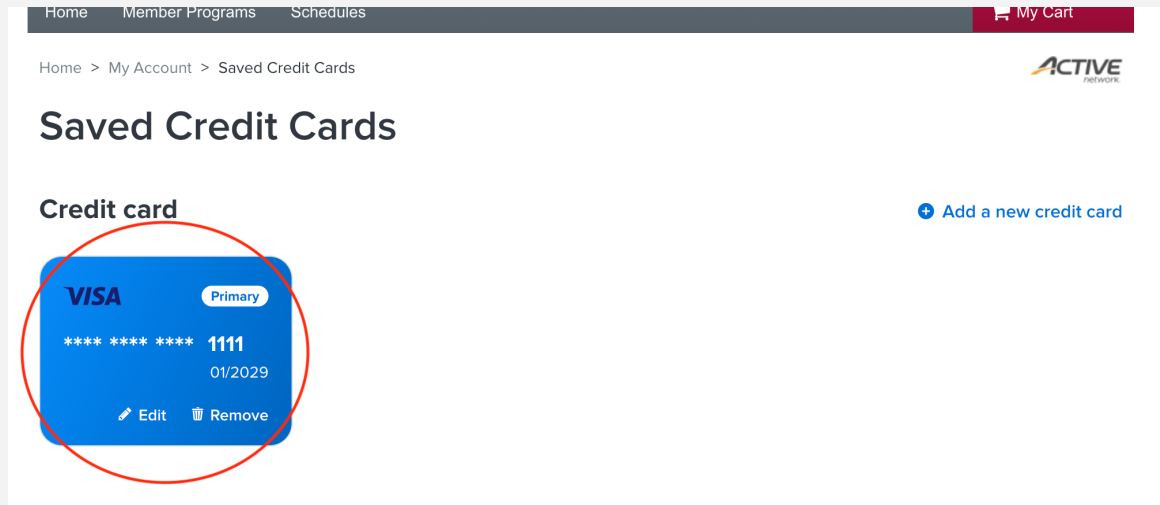 Home Member Programs Schedules My Cart
Home > My Account > Saved Credit Cards
ACTIVE
network
Saved Credit Cards
Credit card
Add a new credit card
VISA Primary
**** **** **** 1111
01/2029
Edit Remove